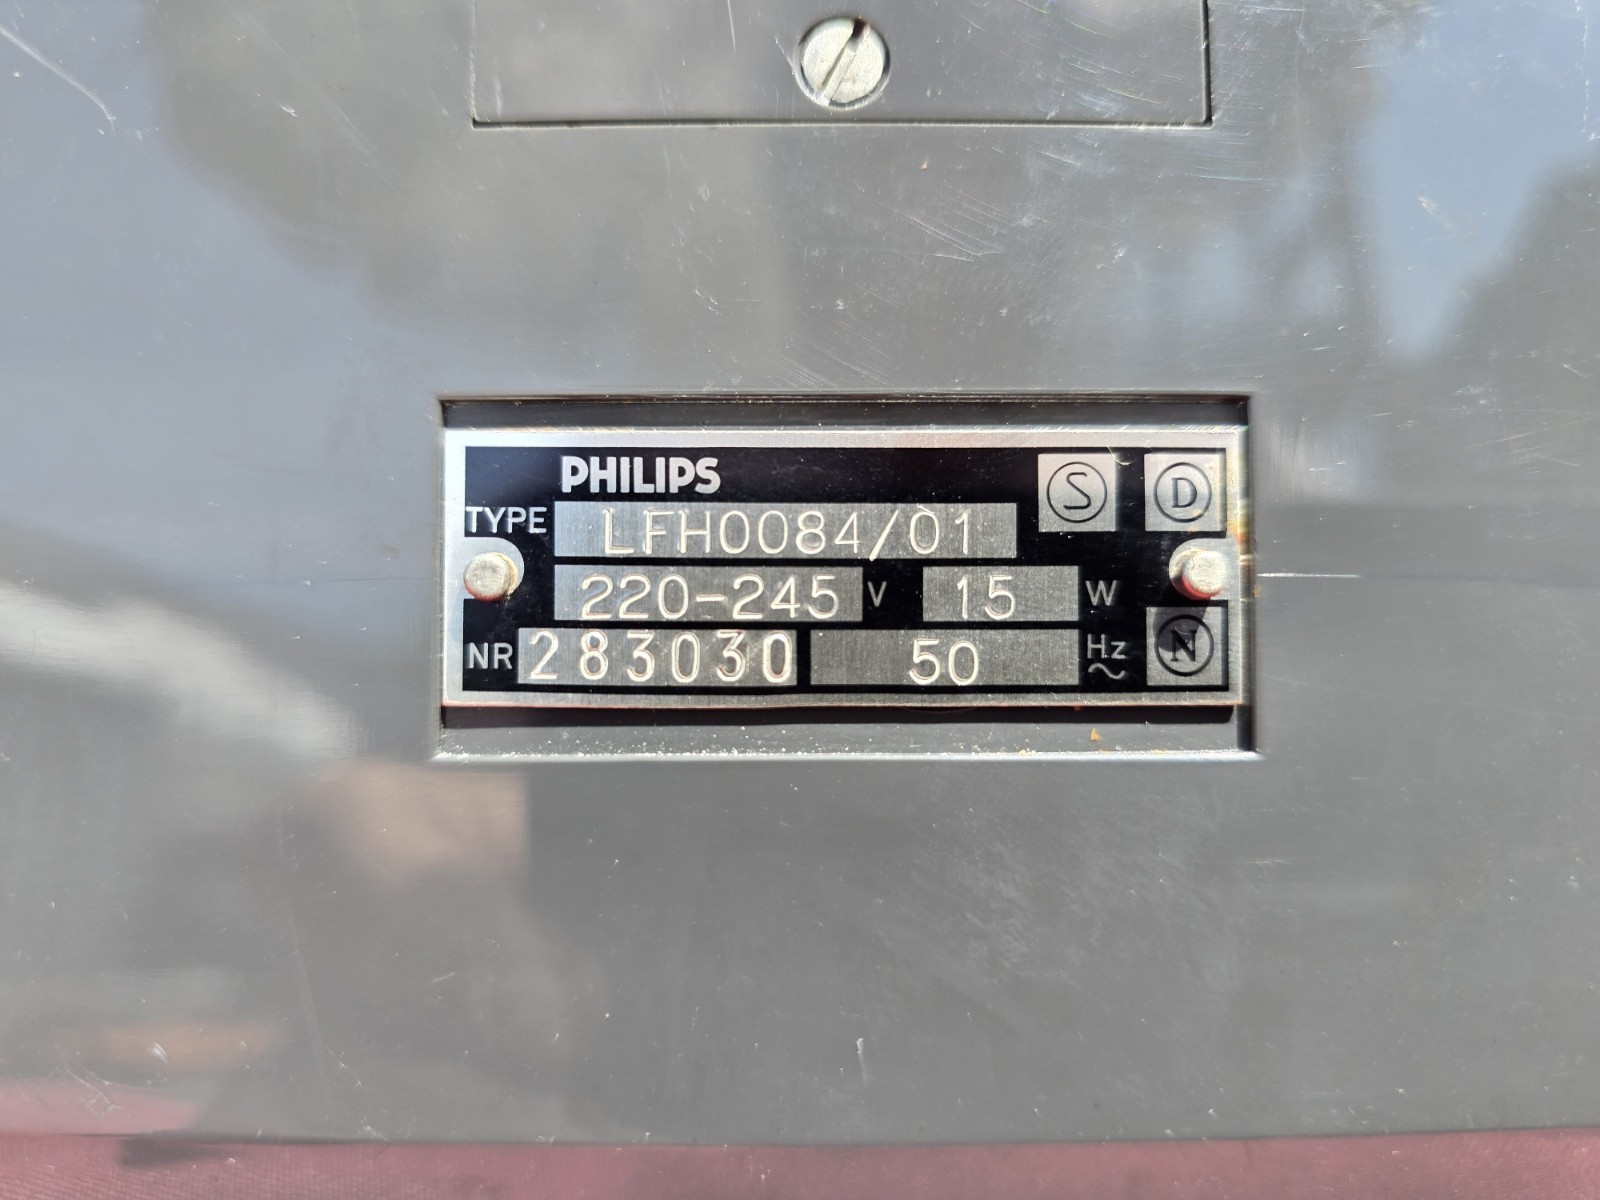 PHILIPS S D
TYPE LFH0084/01
220-245 V 15 W
NR 283030 50 Hz ~ N